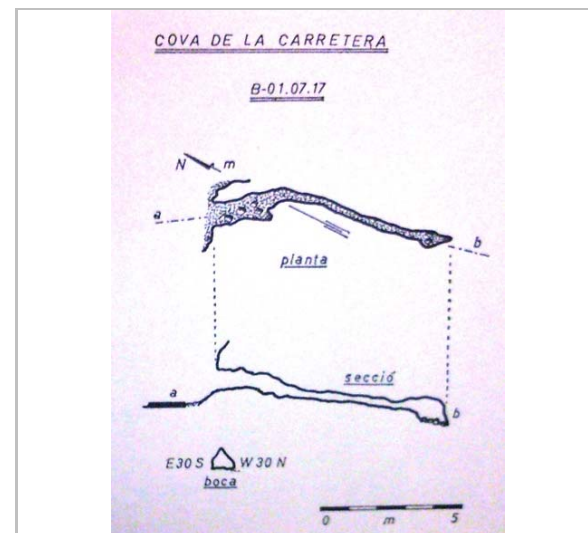 COVA DE LA CARRETERA
B-01.07.17
N m
a
b
planta
secció
a
b
E30S W30N
boca
0 m 5